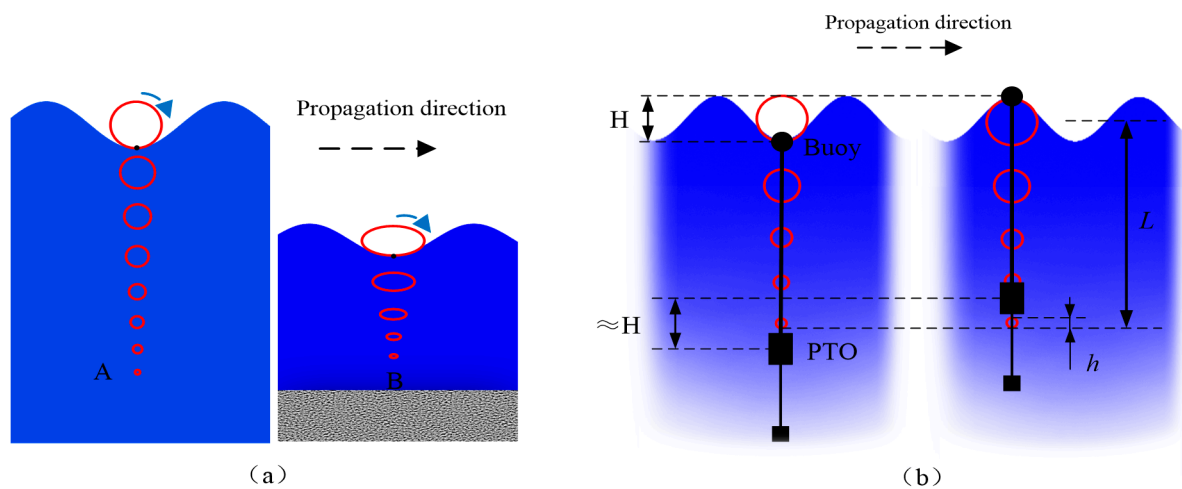 Propagation direction
A
B
(a)
Propagation direction
H
Buoy
L
≈H
PTO
h
(b)